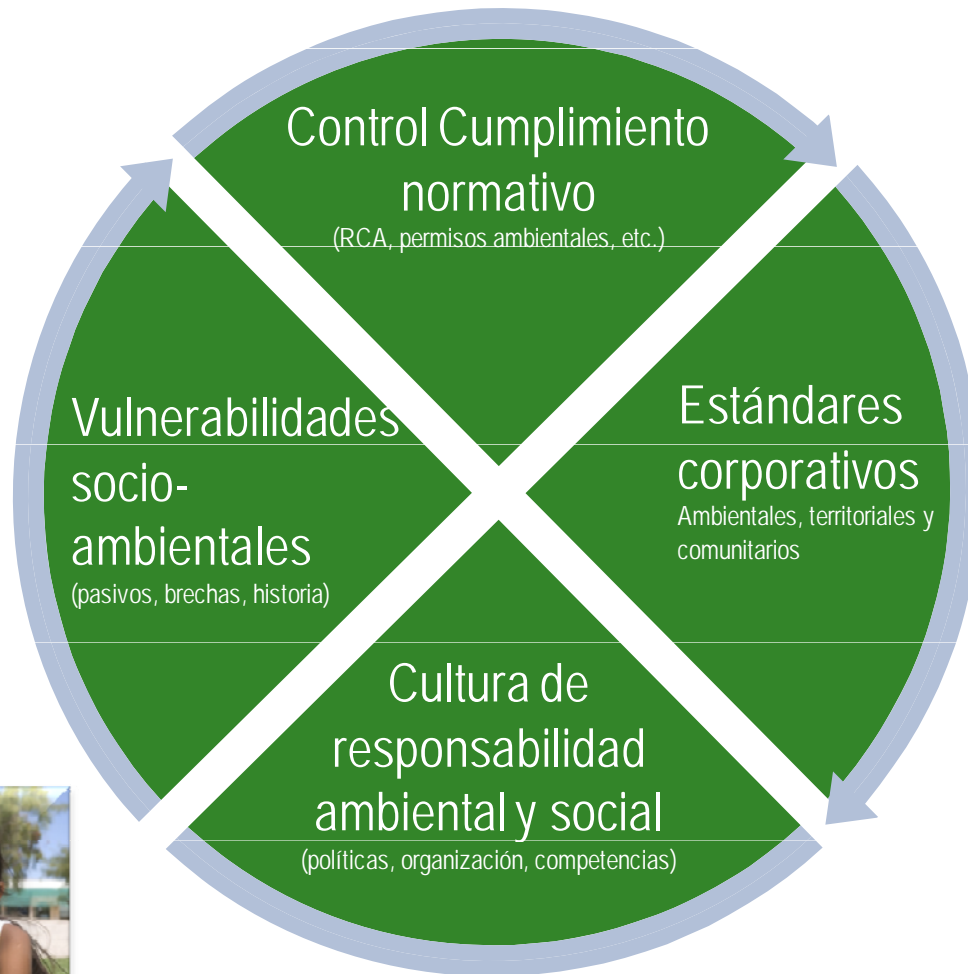 Control Cumplimiento
normativo
(RCA, permisos ambientales, etc.)
Estándares
corporativos
Ambientales, territoriales y
comunitarios
Cultura de
responsabilidad
ambiental y social
(políticas, organización, competencias)
Vulnerabilidades
socio-
ambientales
(pasivos, brechas, historia)